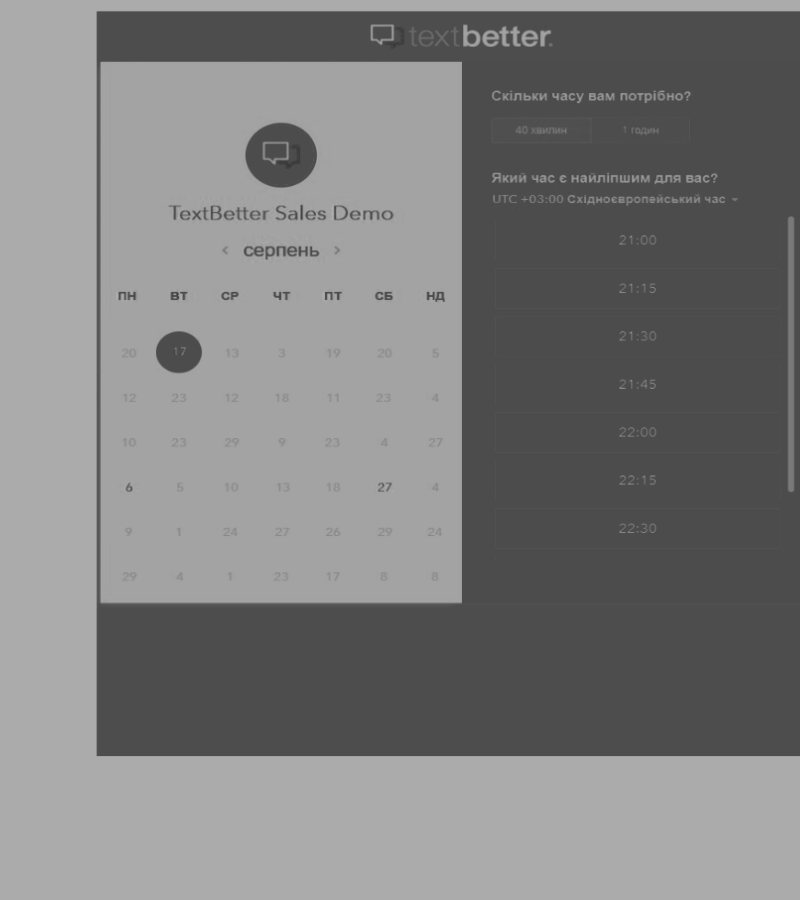 textbetter.
TextBetter Sales Demo
< серпень >
ПН ВТ СР ЧТ ПТ СБ НД
20 17 13 3 19 20 5
12 23 12 18 11 23 4
10 23 29 9 23 4 27
6 5 10 13 18 27 4
9 1 24 27 26 29 24
29 4 1 23 17 8 8
Скільки часу вам потрібно?
40 хвилин 1 годин
Який час є найліпшим для вас?
UTC +03:00 Східноєвропейський час
21:00
21:15
21:30
21:45
22:00
22:15
22:30